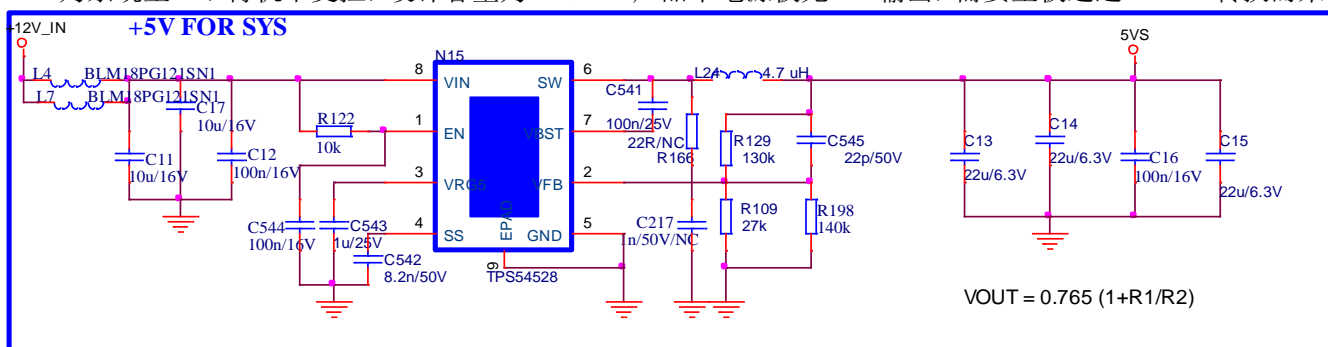 +12V_IN
+5V FOR SYS
5VS
L4
BLM18PG121SN1
L7
BLM18PG121SN1
C17
10u/16V
C11
10u/16V
C12
100n/16V
R122
10k
C544
100n/16V
C543
1u/25V
C542
8.2n/50V
N15
8
VIN
SW
6
1
EN
VBST
7
3
VRG5
VFB
2
4
SS
GND
5
EPAD
9
TPS54528
C541
100n/25V
22R/NC
R166
L24
4.7 uH
R129
130k
C545
22p/50V
C217
1n/50V/NC
R109
27k
R198
140k
C13
22u/6.3V
C14
22u/6.3V
C16
100n/16V
C15
22u/6.3V
VOUT = 0.765 (1+R1/R2)